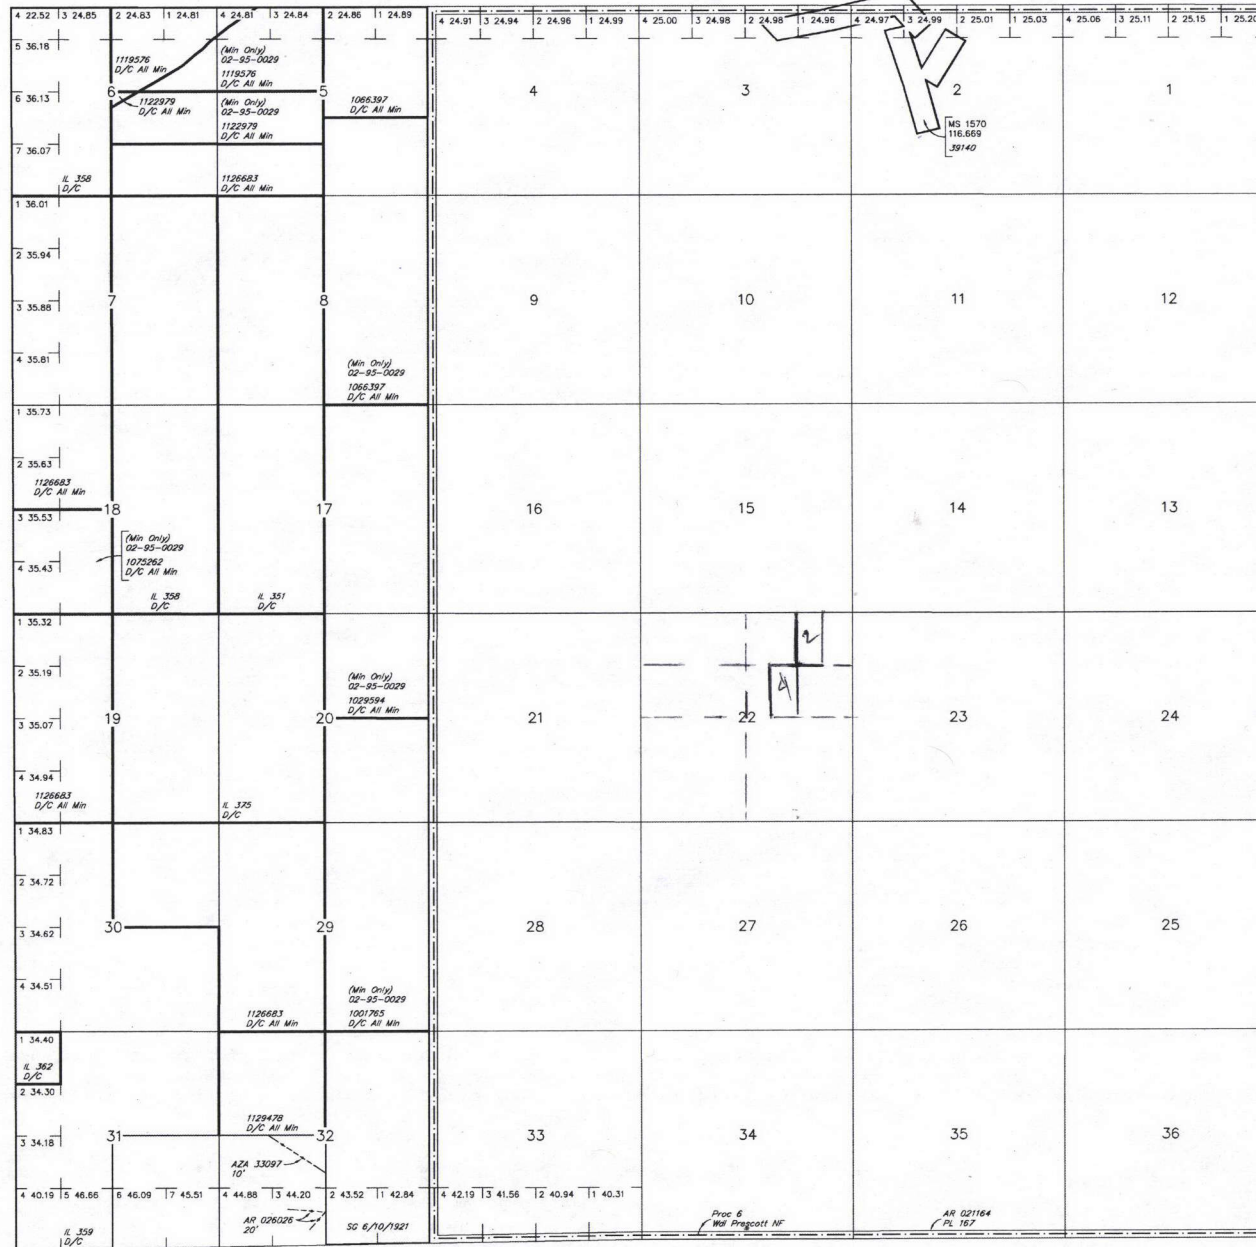 4 22.52 3 24.85 2 24.83 1 24.81 4 24.81 3 24.84 2 24.86 1 24.89 4 24.91 3 24.94 2 24.96 1 24.99 4 25.00 3 24.98 2 24.98 1 24.96 4 24.97 3 24.99 2 25.01 1 25.03 4 25.06 3 25.11 2 25.15 1 25.20
5 36.18
1119576
D/C All Min
(Min Only)
02-95-0029
1119576
D/C All Min
6 36.13
6
5
4
3
2
1
1122979
D/C All Min
(Min Only)
02-95-0029
1122979
D/C All Min
1066397
D/C All Min
MS 1570
116.669
39140
7 36.07
IL 358
D/C
1126683
D/C All Min
1 36.01
2 35.94
3 35.88
7
8
9
10
11
12
4 35.81
(Min Only)
02-95-0029
1066397
D/C All Min
1 35.73
2 35.63
1126683
D/C All Min
3 35.53
18
17
16
15
14
13
(Min Only)
02-95-0029
1075262
D/C All Min
4 35.43
IL 358
D/C
IL 351
D/C
1 35.32
2
2 35.19
(Min Only)
02-95-0029
1029594
D/C All Min
4
3 35.07
19
20
21
22
23
24
4 34.94
1126683
D/C All Min
IL 375
D/C
1 34.83
2 34.72
3 34.62
30
29
28
27
26
25
4 34.51
1126683
D/C All Min
(Min Only)
02-95-0029
1001765
D/C All Min
1 34.40
IL 362
D/C
2 34.30
1129478
D/C All Min
3 34.18
31
32
33
34
35
36
AZA 33097
10'
4 40.19 5 46.66 6 46.09 7 45.51 4 44.88 3 44.20 2 43.52 1 42.84 4 42.19 3 41.56 2 40.94 1 40.31
IL 359
D/C
AR 026026
20'
SG 6/10/1921
Proc 6
Wdl Prescott NF
AR 021164
PL 167